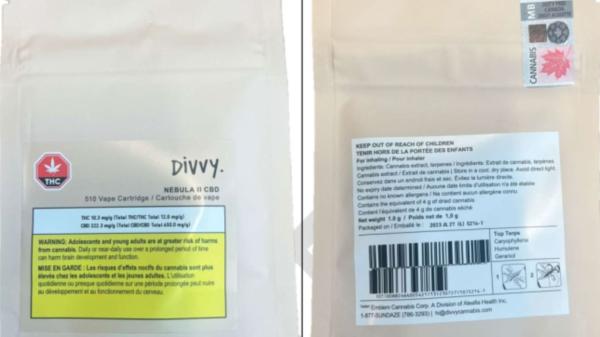 THC
Divvy.
NEBULA II CBD
510 Vape Cartridge / Cartouche de vape
THC 10.3 mg/g (Total THC/THC Total 12.0 mg/g)
WARNING: Adolescents and young adults are at greater risk of harms
from cannabis. Daily or near-daily use over a prolonged period of time
can harm brain development and function.
MISE EN GARDE : Les risques d'effets nocifs du cannabis sont plus
élevés chez les adolescents et les jeunes adultes. L'utilisation
quotidienne ou presque quotidienne sur une période prolongée peut nuire
au développement et au fonctionnement du cerveau.
MB
CANNABIS
KEEP OUT OF REACH OF CHILDREN
TENIR HORS DE LA PORTÉE DES ENFANTS
For inhaling / Pour inhaler
Ingredients: Cannabis extract, terpenes / Ingrédients: Extrait de cannabis, terpènes
Cannabis extract / Extrait de cannabis | Store in a cool, dry place. Avoid direct light.
Conservez dans un endroit frais et sec. Évitez la lumière directe.
No expiry date determined / Aucune date limite d'utilisation n'a été établie
Contains no known allergens / Ne contient aucun allergène connu
Contains the equivalent of 4 g of dried cannabis
Contient l'équivalent de 4 g de cannabis séché
Net weight 1.0 g / Poids net de 1,0 g
Packaged on / Emballé le : 2023 JL 27
Top Terps
Caryophyllene
Humulene
Geraniol
1
2
Emblem Cannabis Corp. A Division of Aleafia Health Inc.
1-877-SUNDAZE (786-3293) | hi@divvycannabis.com